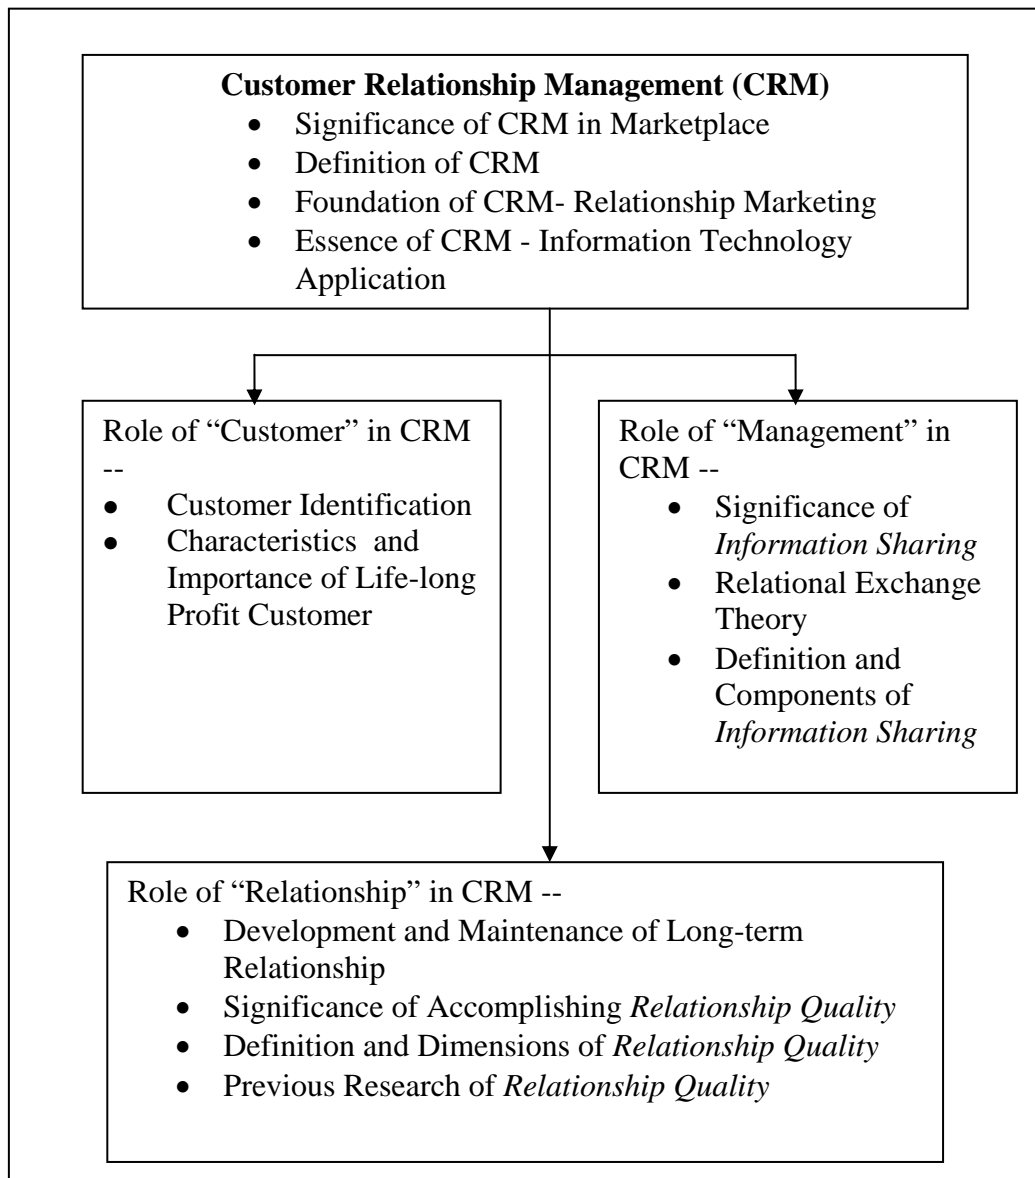 Customer Relationship Management (CRM)
• Significance of CRM in Marketplace
• Definition of CRM
• Foundation of CRM- Relationship Marketing
• Essence of CRM - Information Technology
Application
Role of “Customer” in CRM
--
• Customer Identification
• Characteristics and
Importance of Life-long
Profit Customer
Role of “Management” in
CRM --
• Significance of
Information Sharing
• Relational Exchange
Theory
• Definition and
Components of
Information Sharing
Role of “Relationship” in CRM --
• Development and Maintenance of Long-term
Relationship
• Significance of Accomplishing Relationship Quality
• Definition and Dimensions of Relationship Quality
• Previous Research of Relationship Quality